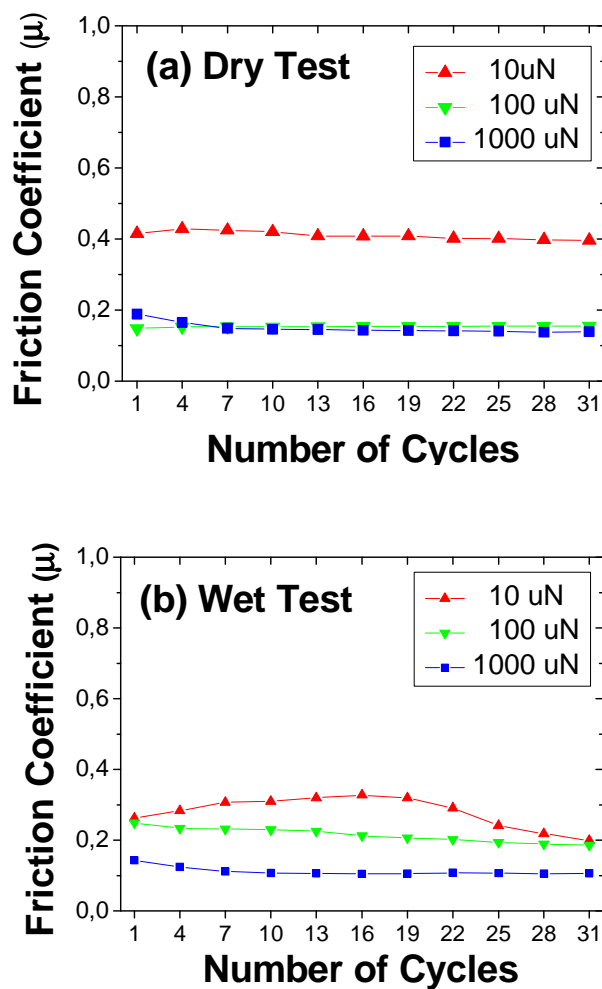 (a) Dry Test
10uN
100 uN
1000 uN
Friction Coefficient (μ)
1,0
0,8
0,6
0,4
0,2
0,0
1 4 7 10 13 16 19 22 25 28 31
Number of Cycles
(b) Wet Test
10 uN
100 uN
1000 uN
Friction Coefficient (μ)
1,0
0,8
0,6
0,4
0,2
0,0
1 4 7 10 13 16 19 22 25 28 31
Number of Cycles